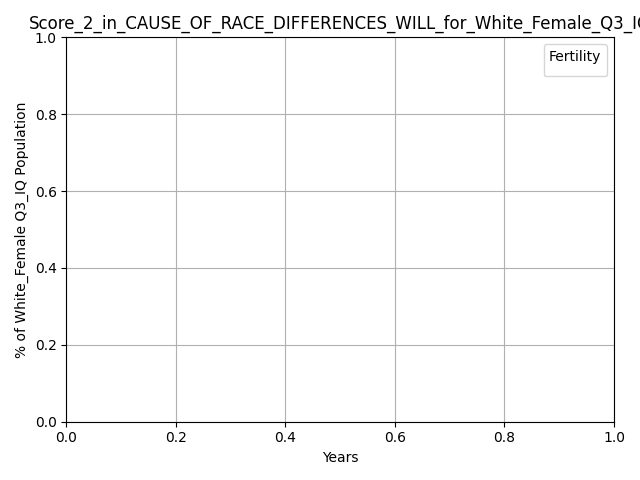 Score_2_in_CAUSE_OF_RACE_DIFFERENCES_WILL_for_White_Female_Q3_IQ
1.0
Fertility
0.8
0.6
0.4
0.2
0.0
% of White_Female Q3_IQ Population
0.0 0.2 0.4 0.6 0.8 1.0
Years